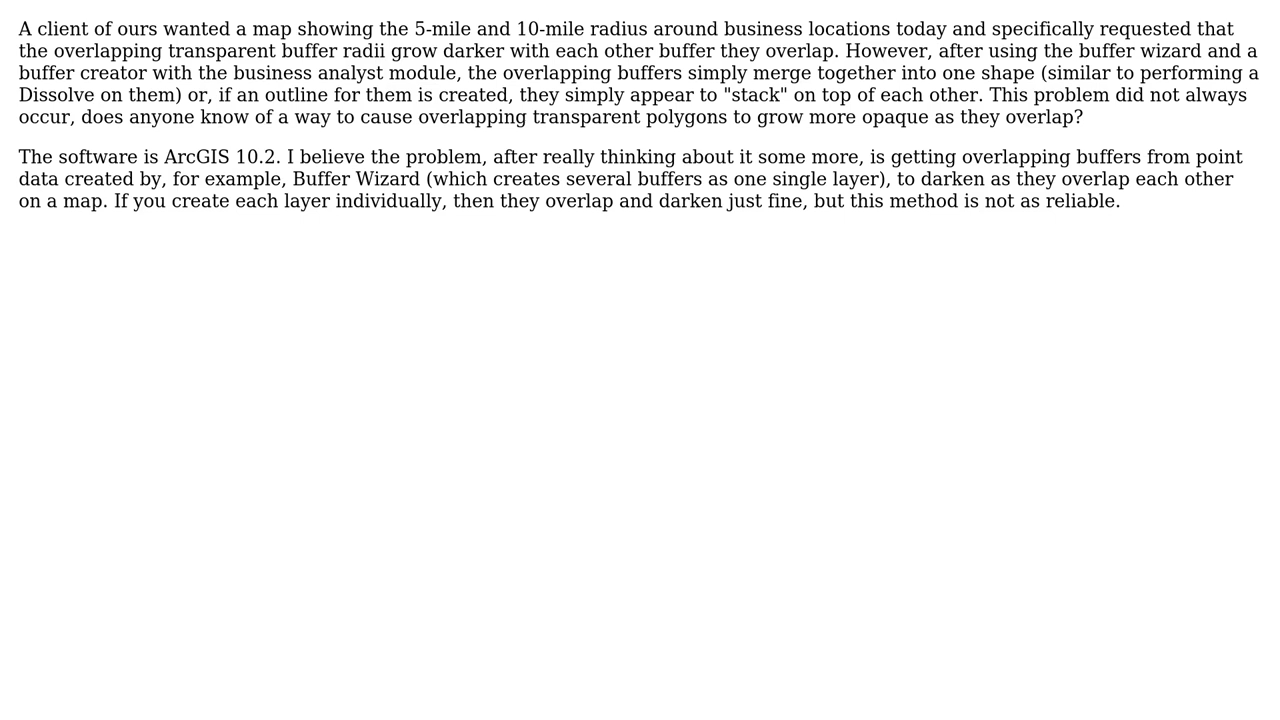 A client of ours wanted a map showing the 5-mile and 10-mile radius around business locations today and specifically requested that
the overlapping transparent buffer radii grow darker with each other buffer they overlap. However, after using the buffer wizard and a
buffer creator with the business analyst module, the overlapping buffers simply merge together into one shape (similar to performing a
Dissolve on them) or, if an outline for them is created, they simply appear to "stack" on top of each other. This problem did not always
occur, does anyone know of a way to cause overlapping transparent polygons to grow more opaque as they overlap?
The software is ArcGIS 10.2. I believe the problem, after really thinking about it some more, is getting overlapping buffers from point
data created by, for example, Buffer Wizard (which creates several buffers as one single layer), to darken as they overlap each other
on a map. If you create each layer individually, then they overlap and darken just fine, but this method is not as reliable.